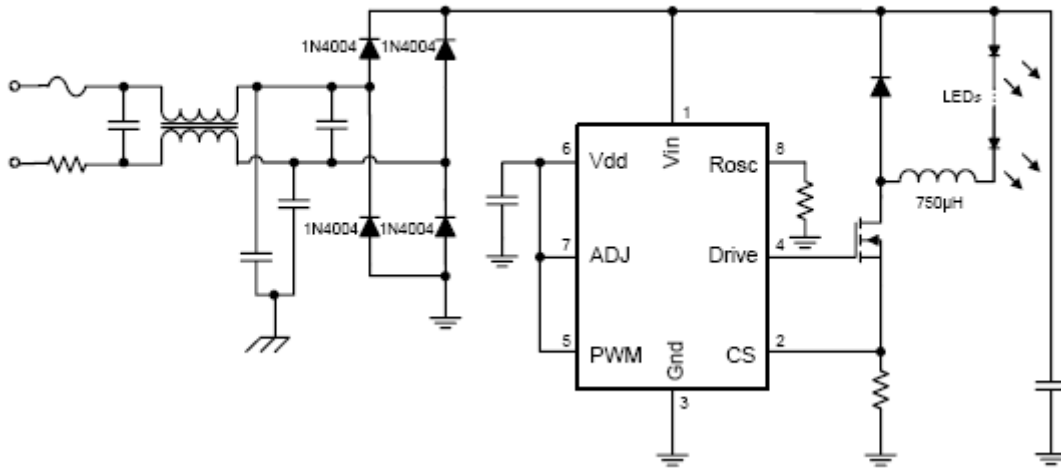 1N4004 1N4004
LEDs
1
6 Vdd Vin Rosc 8
750μH
1N4004 1N4004
7 ADJ Drive 4
5 PWM Gnd CS 2
3